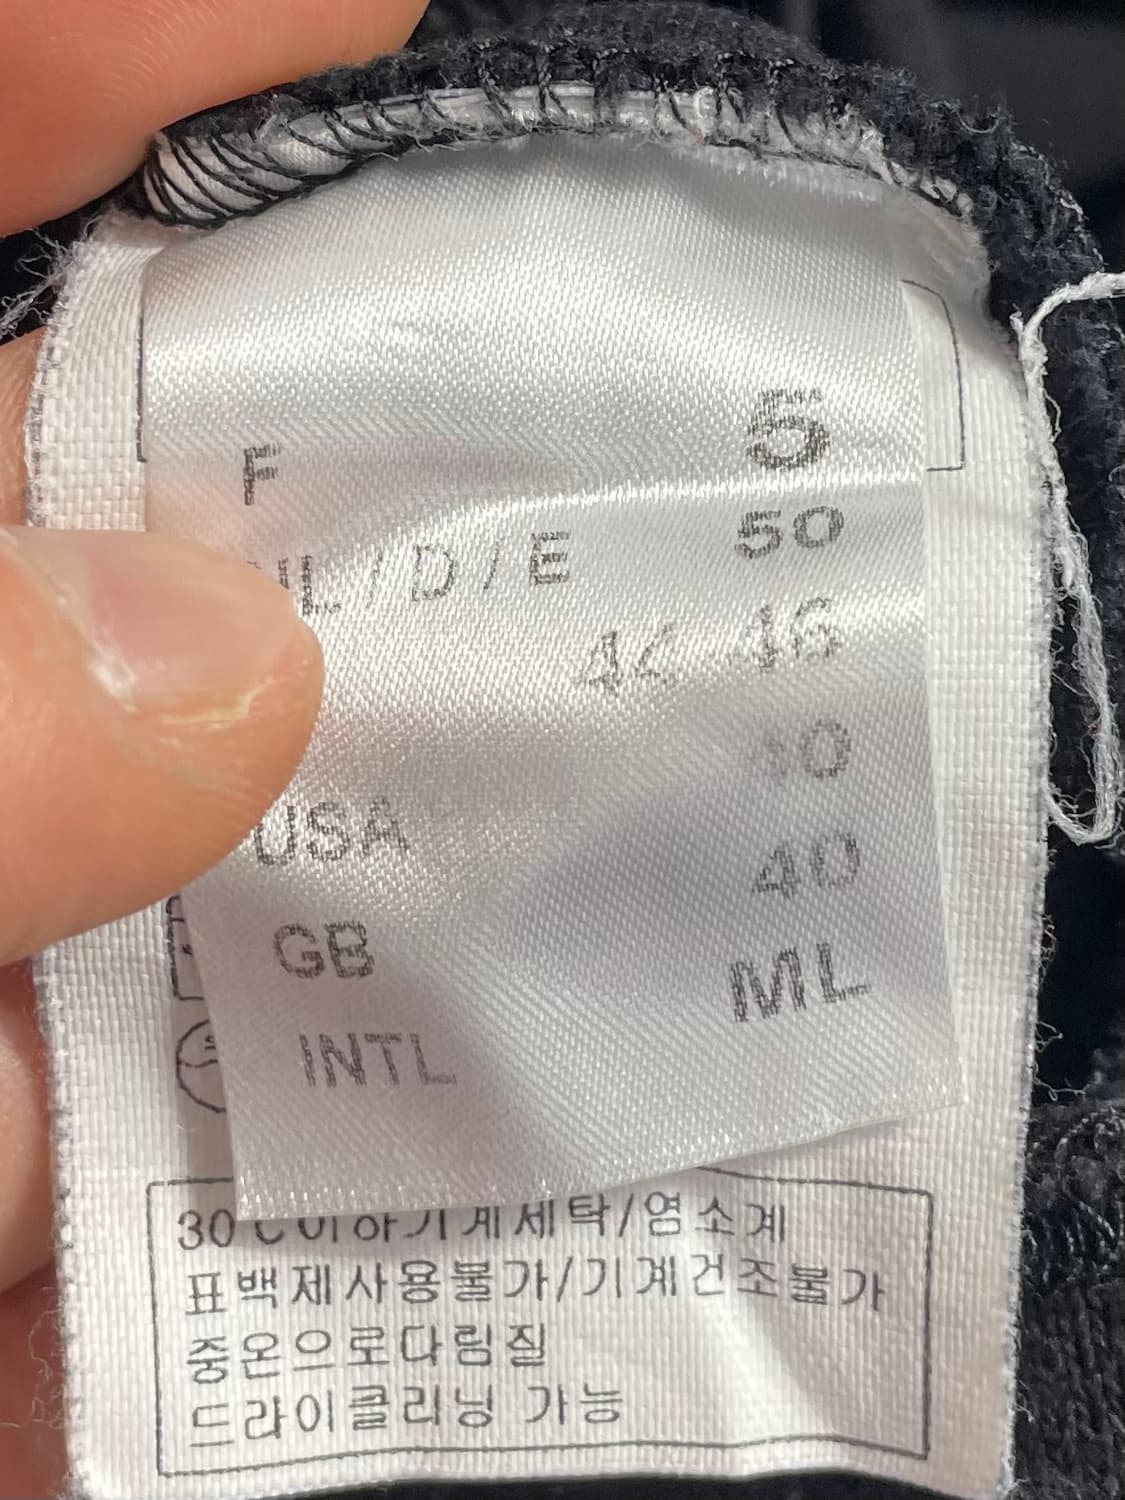 F 5
/D/E 50
46
USA
GB 40
INTL ML
30℃이하기계세탁/염소계
표백제사용불가/기계건조불가
중온으로다림질
드라이클리닝 가능